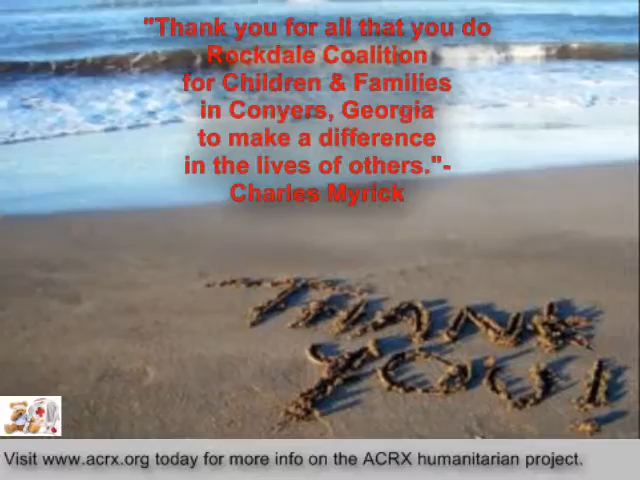 "Thank you for all that you do
Rockdale Coalition
for Children & Families
in Conyers, Georgia
to make a difference
in the lives of others."-
Charles Myrick
THANK
YOU!
Visit www.acrx.org today for more info on the ACRX humanitarian project.